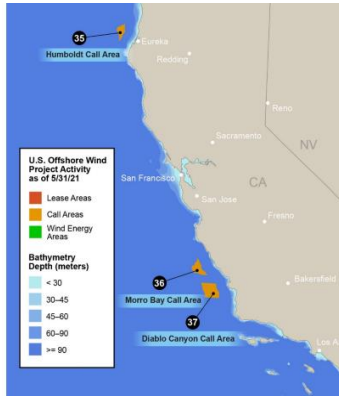 35
Eureka
Humboldt Call Area
Redding
Reno
Sacramento
NV
U.S. Offshore Wind
Project Activity
as of 5/31/21
Lease Areas
Call Areas
Wind Energy
Areas
Bathymetry
Depth (meters)
< 30
30–45
45–60
60–90
>= 90
San Francisco
CA
San Jose
Fresno
36
Bakersfield
Morro Bay Call Area
37
Diablo Canyon Call Area
Los A